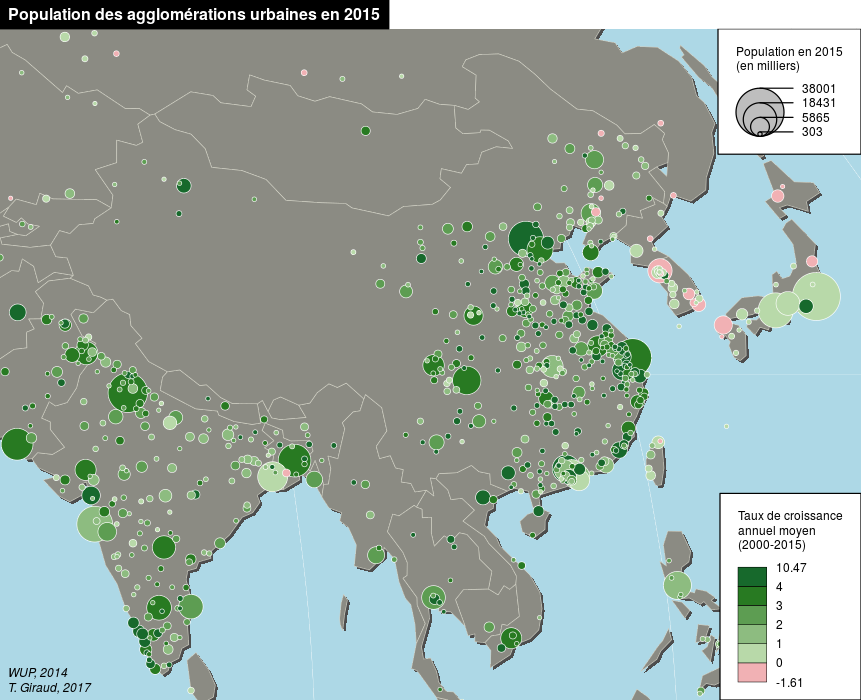 Population des agglomérations urbaines en 2015
Population en 2015
(en milliers)
38001
18431
5865
303
Taux de croissance
annuel moyen
(2000-2015)
10.47
4
3
2
1
0
-1.61
WUP, 2014
T. Giraud, 2017